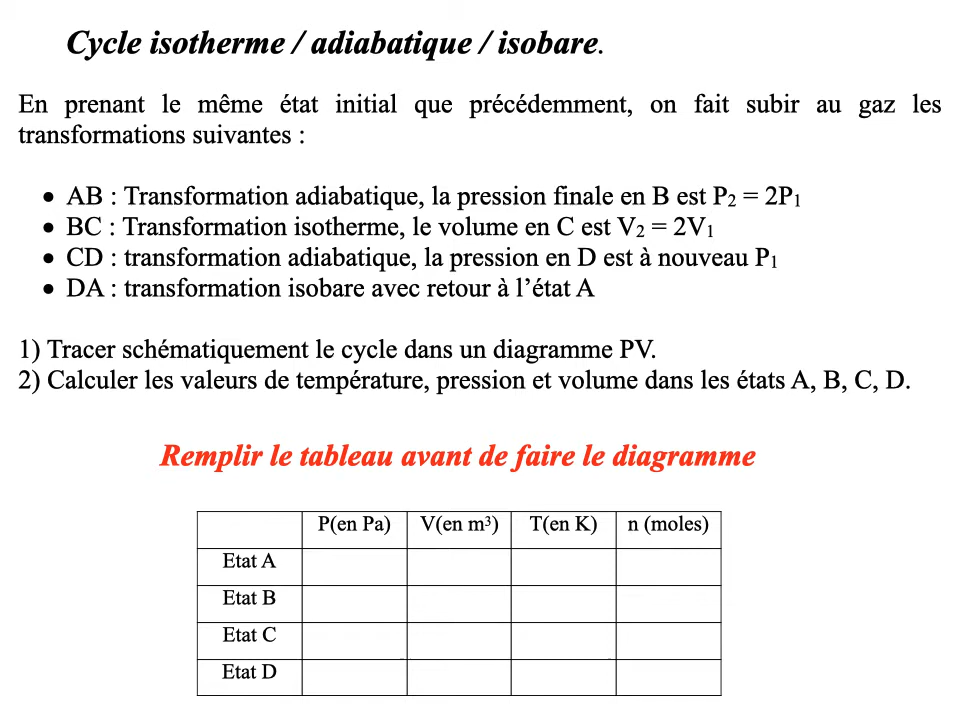 Cycle isotherme / adiabatique / isobare.
En prenant le même état initial que précédemment, on fait subir au gaz les
transformations suivantes :
• AB : Transformation adiabatique, la pression finale en B est P2 = 2P1
• BC : Transformation isotherme, le volume en C est V2 = 2V1
• CD : transformation adiabatique, la pression en D est à nouveau P1
• DA : transformation isobare avec retour à l’état A
1) Tracer schématiquement le cycle dans un diagramme PV.
2) Calculer les valeurs de température, pression et volume dans les états A, B, C, D.
Remplir le tableau avant de faire le diagramme
P(en Pa) V(en m³) T(en K) n (moles)
Etat A
Etat B
Etat C
Etat D